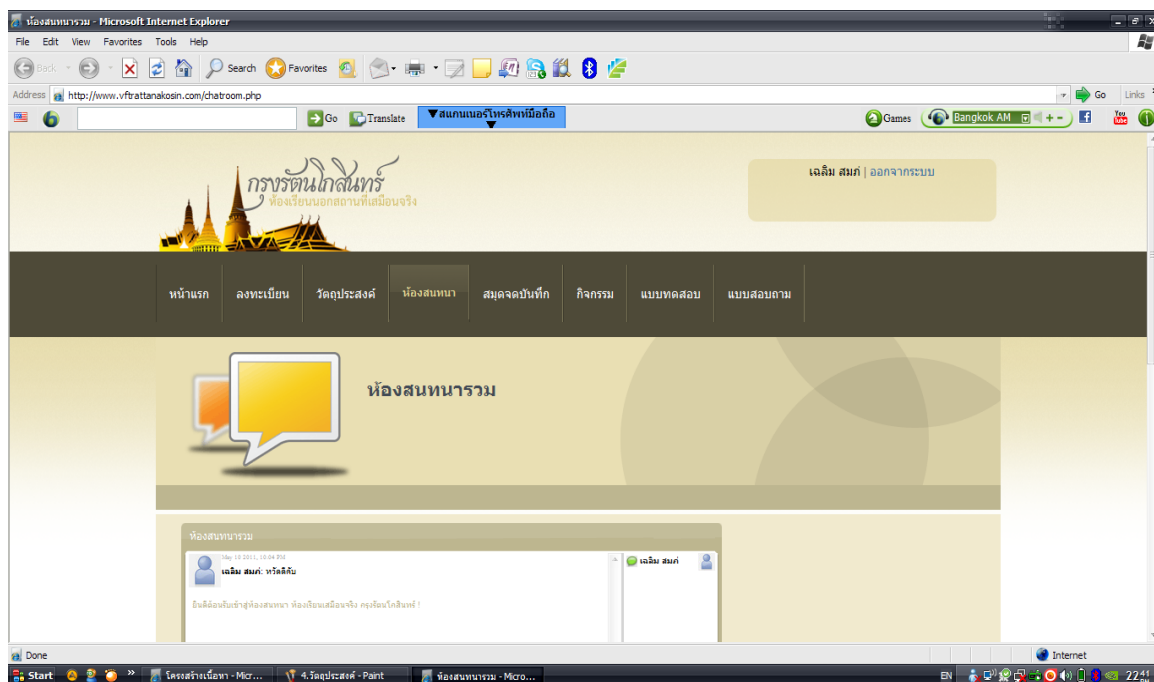 ห้องสนทนารวม - Microsoft Internet Explorer
File Edit View Favorites Tools Help
Back Search Favorites
Address http://www.vftrattanakosin.com/chatroom.php Go Links
Go Translate ▼สแกนเนอร์โทรศัพท์มือถือ▼ Games Bangkok AM You Tube
กรุงรัตนโกสินทร์
ห้องเรียนนอกสถานที่เสมือนจริง
เฉลิม สมภ่ | ออกจากระบบ
หน้าแรก ลงทะเบียน วัตถุประสงค์ ห้องสนทนา สมุดจดบันทึก กิจกรรม แบบทดสอบ แบบสอบถาม
ห้องสนทนารวม
ห้องสนทนารวม
May 18 2011, 10:04 PM
เฉลิม สมภ่: หวัดดีคับ
เฉลิม สมภ่
ยินดีต้อนรับเข้าสู่ห้องสนทนา ห้องเรียนเสมือนจริง กรุงรัตนโกสินทร์ !
Done Internet
Start โครงสร้างเนื้อหา - Micr... 4.วัตถุประสงค์ - Paint ห้องสนทนารวม - Micro... EN 22:41